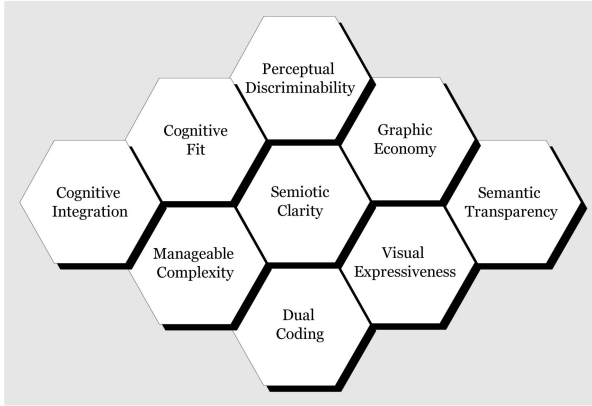 Perceptual
Discriminability
Cognitive
Fit
Graphic
Economy
Cognitive
Integration
Semiotic
Clarity
Semantic
Transparency
Manageable
Complexity
Visual
Expressiveness
Dual
Coding